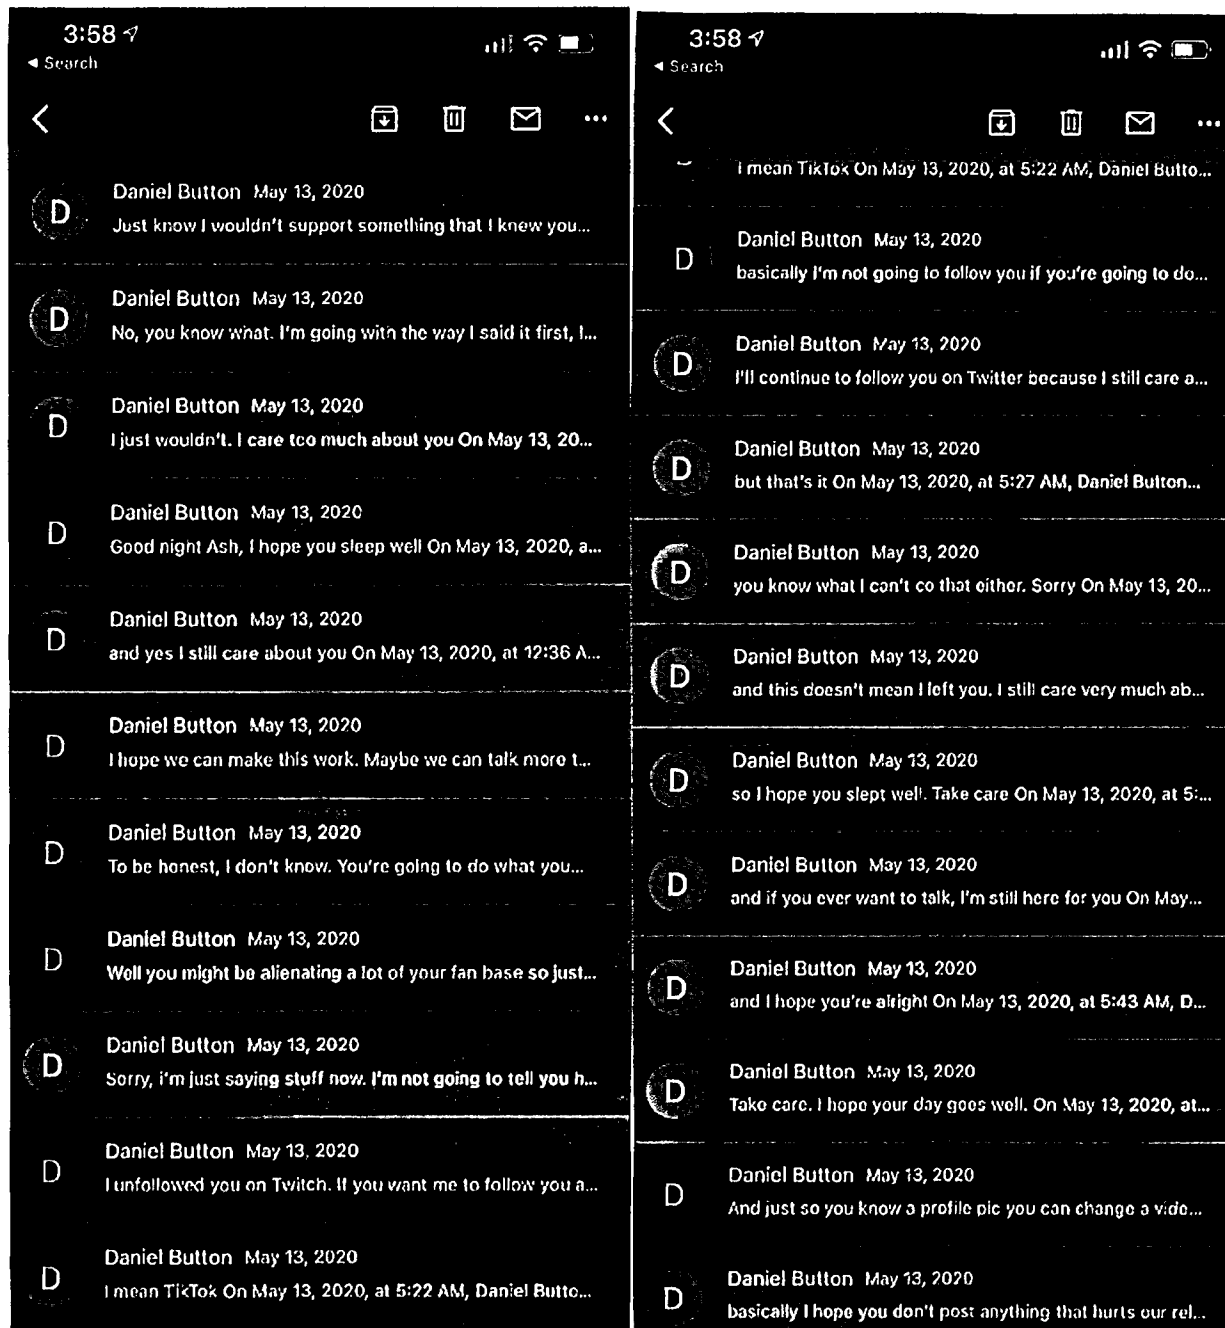 3:58
◀ Search
Daniel Button May 13, 2020
D
Just know I wouldn't support something that I knew you...
Daniel Button May 13, 2020
D
No, you know what. I'm going with the way I said it first, I...
Daniel Button May 13, 2020
D
I just wouldn't. I care too much about you On May 13, 20...
Daniel Button May 13, 2020
D
Good night Ash, I hope you sleep well On May 13, 2020, a...
Daniel Button May 13, 2020
D
and yes I still care about you On May 13, 2020, at 12:36 A...
Daniel Button May 13, 2020
D
I hope we can make this work. Maybe we can talk more t...
Daniel Button May 13, 2020
D
To be honest, I don't know. You're going to do what you...
Daniel Button May 13, 2020
D
Well you might be alienating a lot of your fan base so just...
Daniel Button May 13, 2020
D
Sorry, i'm just saying stuff now. I'm not going to tell you h...
Daniel Button May 13, 2020
D
I unfollowed you on Twitch. If you want me to follow you a...
Daniel Button May 13, 2020
D
I mean TikTok On May 13, 2020, at 5:22 AM, Daniel Butto...
3:58
◀ Search
I mean TikTok On May 13, 2020, at 5:22 AM, Daniel Butto...
Daniel Button May 13, 2020
D
basically I'm not going to follow you if you're going to do...
Daniel Button May 13, 2020
D
I'll continue to follow you on Twitter because I still care a...
Daniel Button May 13, 2020
D
but that's it On May 13, 2020, at 5:27 AM, Daniel Button...
Daniel Button May 13, 2020
D
you know what I can't do that either. Sorry On May 13, 20...
Daniel Button May 13, 2020
D
and this doesn't mean I left you. I still care very much ab...
Daniel Button May 13, 2020
D
so I hope you slept well. Take care On May 13, 2020, at 5:...
Daniel Button May 13, 2020
D
and if you ever want to talk, I'm still here for you On May...
Daniel Button May 13, 2020
D
and I hope you're alright On May 13, 2020, at 5:43 AM, D...
Daniel Button May 13, 2020
D
Take care. I hope your day goes well. On May 13, 2020, at...
Daniel Button May 13, 2020
D
And just so you know a profile pic you can change a vide...
Daniel Button May 13, 2020
D
basically I hope you don't post anything that hurts our rel...